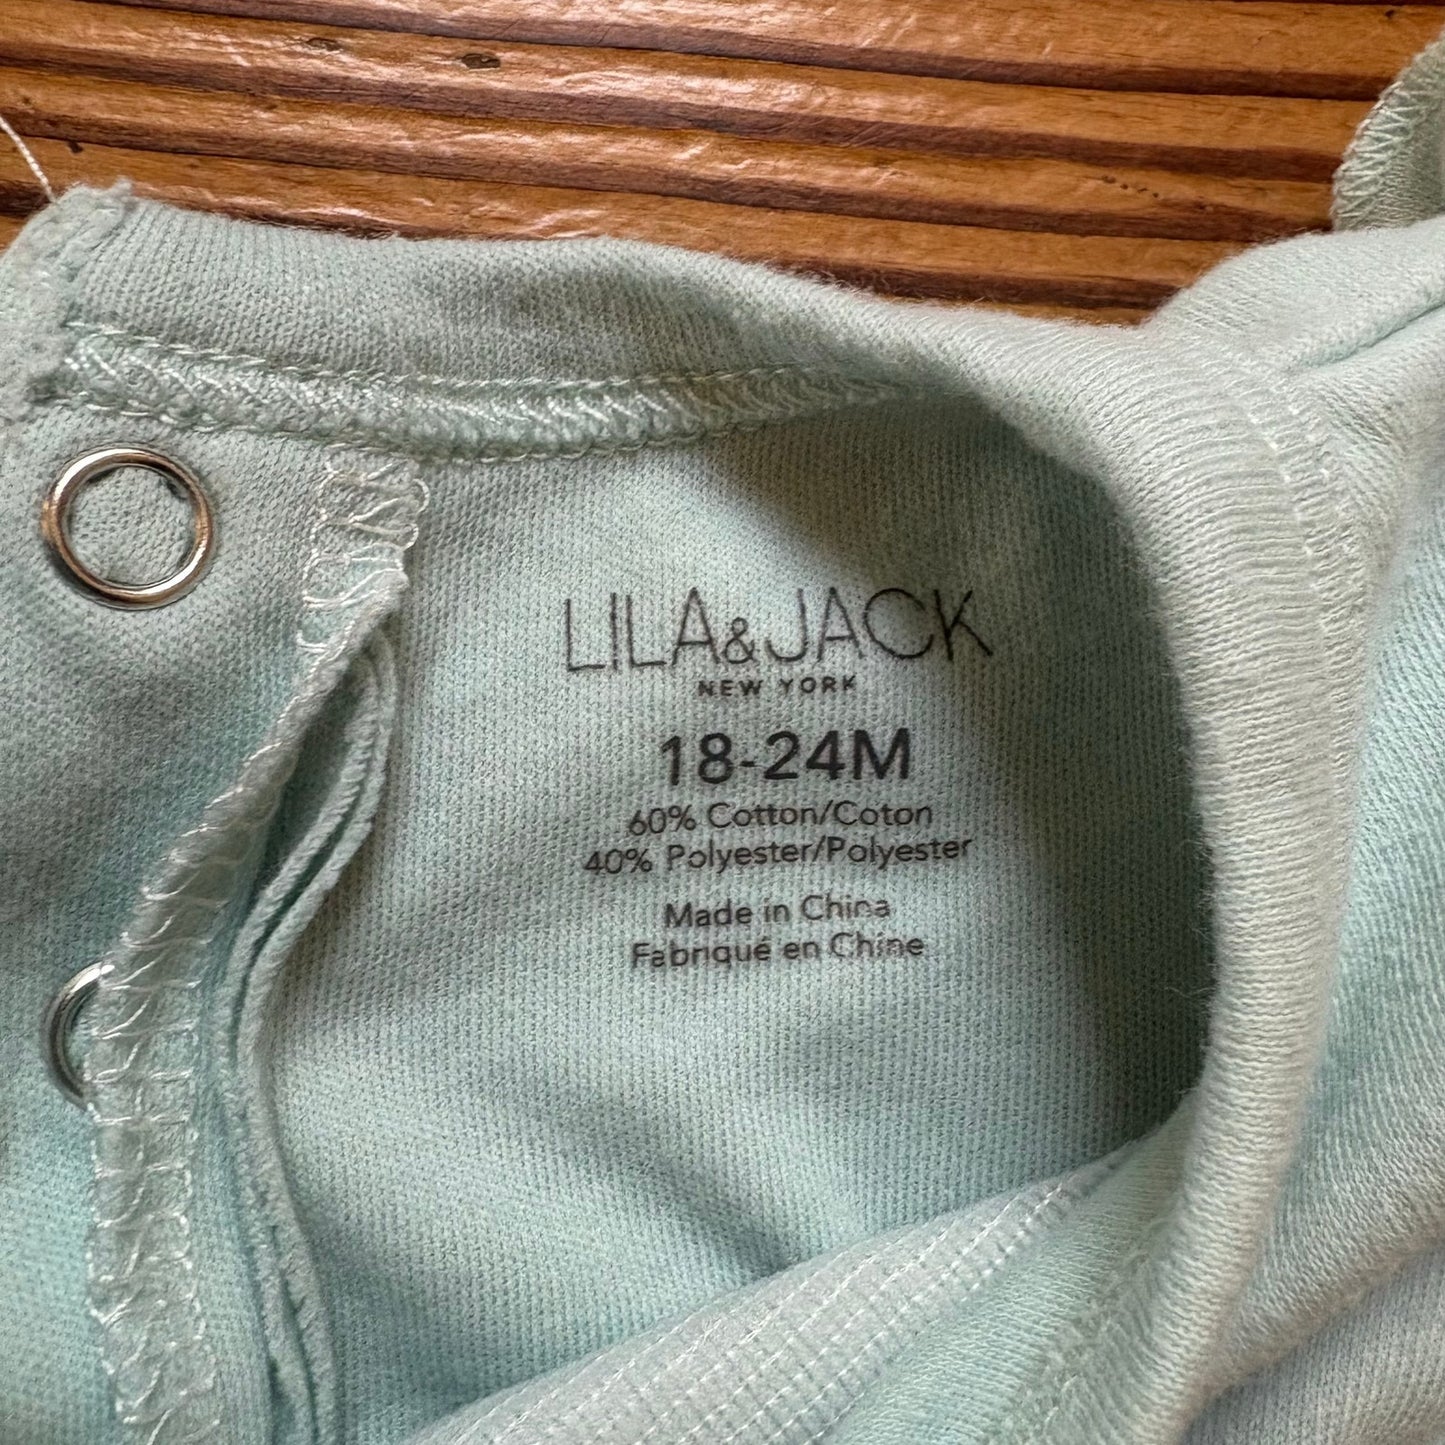 LILA&JACK
NEW YORK
18-24M
60% Cotton/Coton
40% Polyester/Polyester
Made in China
Fabriqué en Chine